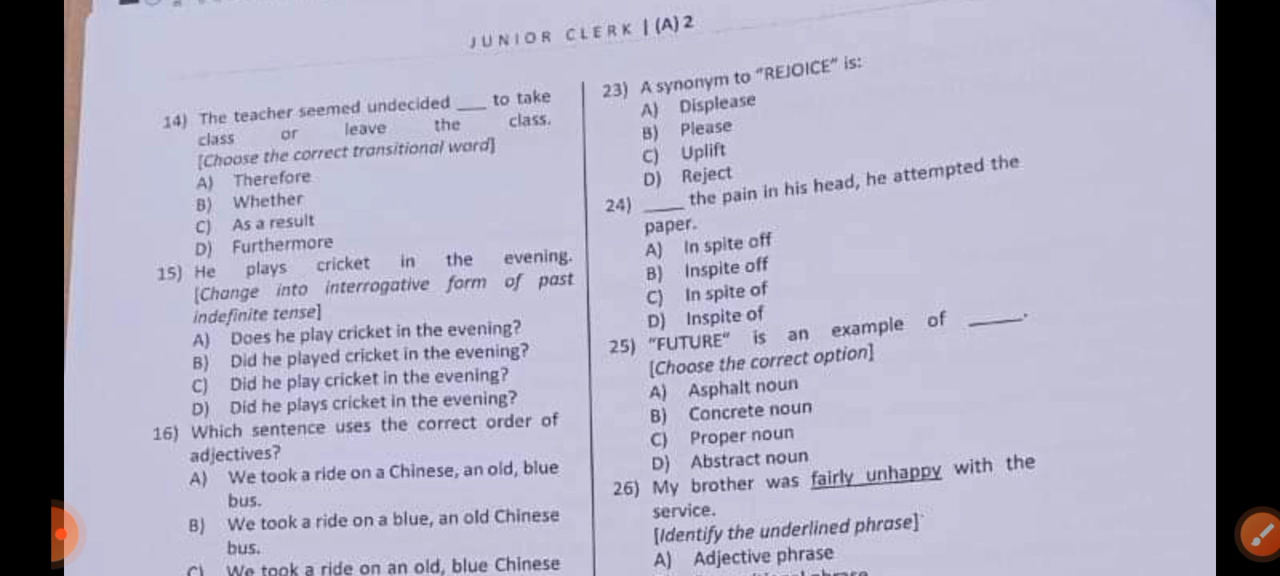 JUNIOR CLERK | (A) 2
14) The teacher seemed undecided ___ to take
class or leave the class.
[Choose the correct transitional word]
A) Therefore
B) Whether
C) As a result
D) Furthermore
15) He plays cricket in the evening.
[Change into interrogative form of past
indefinite tense]
A) Does he play cricket in the evening?
B) Did he played cricket in the evening?
C) Did he play cricket in the evening?
D) Did he plays cricket in the evening?
16) Which sentence uses the correct order of
adjectives?
A) We took a ride on a Chinese, an old, blue
bus.
B) We took a ride on a blue, an old Chinese
bus.
C) We took a ride on an old, blue Chinese
23) A synonym to "REJOICE" is:
A) Displease
B) Please
C) Uplift
D) Reject
24) ____ the pain in his head, he attempted the
paper.
A) In spite off
B) Inspite off
C) In spite of
D) Inspite of
25) "FUTURE" is an example of _____.
[Choose the correct option]
A) Asphalt noun
B) Concrete noun
C) Proper noun
D) Abstract noun
26) My brother was fairly unhappy with the
service.
[Identify the underlined phrase]
A) Adjective phrase